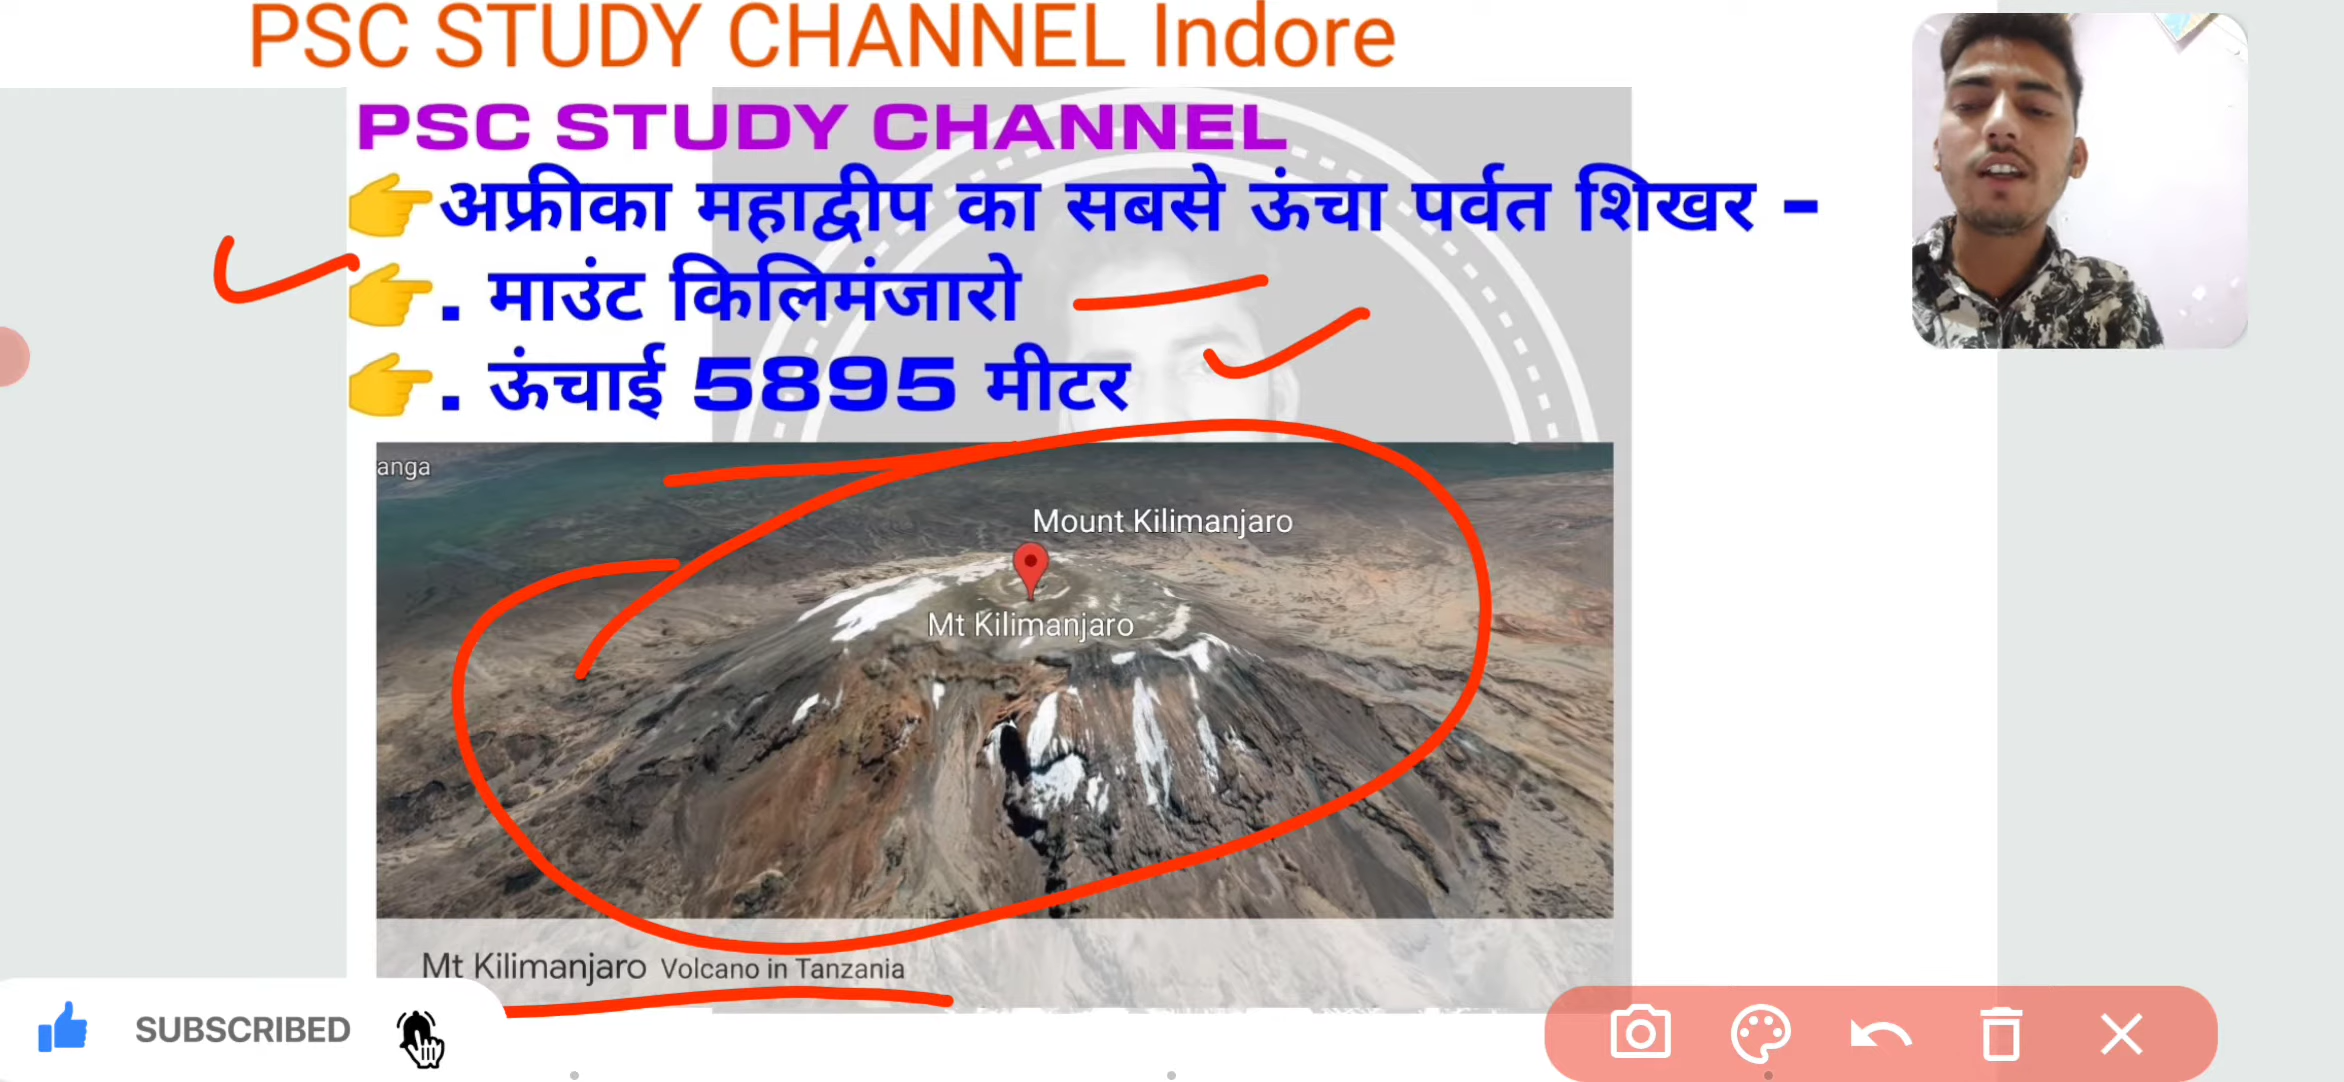 PSC STUDY CHANNEL Indore
PSC STUDY CHANNEL
👉अफ्रीका महाद्वीप का सबसे ऊंचा पर्वत शिखर -
👉. माउंट किलिमंजारो
👉. ऊंचाई 5895 मीटर
anga
Mount Kilimanjaro
Mt Kilimanjaro
Mt Kilimanjaro Volcano in Tanzania
SUBSCRIBED